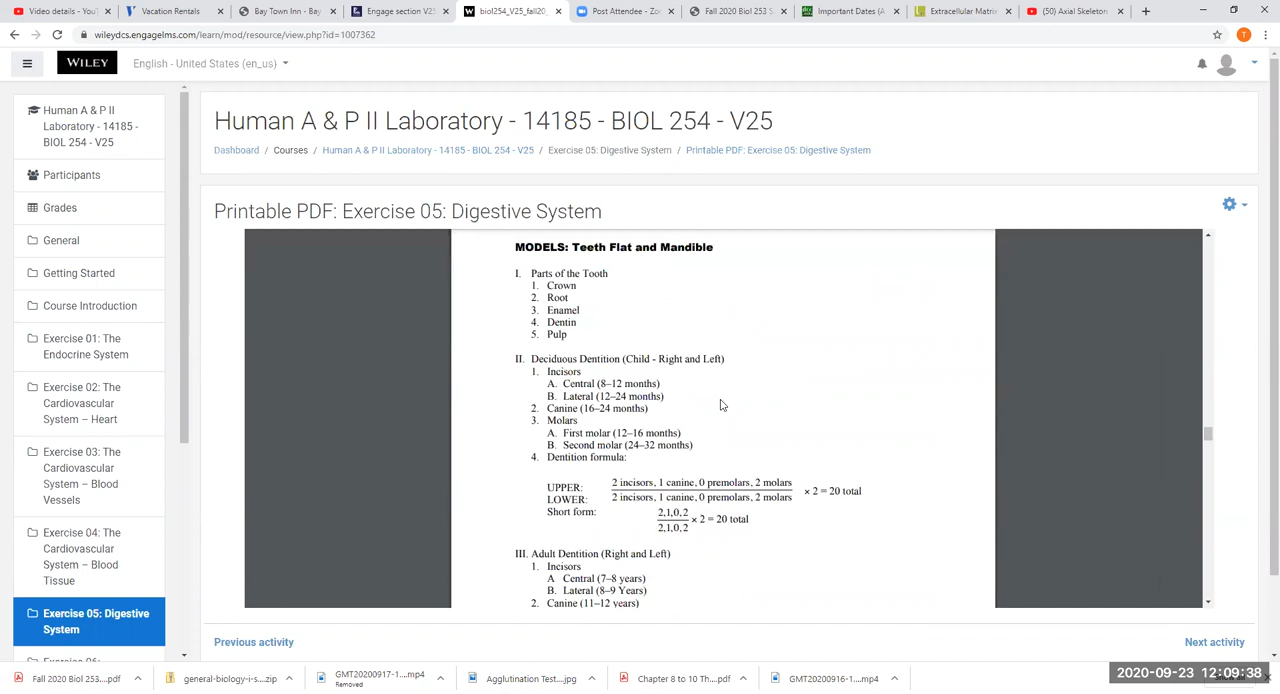 Video details - YouT
Vacation Rentals
Bay Town Inn - Bay
Engage section V25
biol254_V25_fall20
Post Attendee - Zoo
Fall 2020 Biol 253 S
Important Dates (A
Extracellular Matrix
(50) Axial Skeleton
wileydcs.engagelms.com/learn/mod/resource/view.php?id=1007362
T
WILEY
English - United States (en_us)
Human A & P II
Laboratory - 14185 -
BIOL 254 - V25
Participants
Grades
General
Getting Started
Course Introduction
Exercise 01: The
Endocrine System
Exercise 02: The
Cardiovascular
System – Heart
Exercise 03: The
Cardiovascular
System – Blood
Vessels
Exercise 04: The
Cardiovascular
System – Blood
Tissue
Exercise 05: Digestive
System
Human A & P II Laboratory - 14185 - BIOL 254 - V25
Dashboard / Courses / Human A & P II Laboratory - 14185 - BIOL 254 - V25 / Exercise 05: Digestive System / Printable PDF: Exercise 05: Digestive System
Printable PDF: Exercise 05: Digestive System
MODELS: Teeth Flat and Mandible
I. Parts of the Tooth
1. Crown
2. Root
3. Enamel
4. Dentin
5. Pulp
II. Deciduous Dentition (Child - Right and Left)
1. Incisors
A. Central (8–12 months)
B. Lateral (12–24 months)
2. Canine (16–24 months)
3. Molars
A. First molar (12–16 months)
B. Second molar (24–32 months)
4. Dentition formula:
UPPER: 2 incisors, 1 canine, 0 premolars, 2 molars
LOWER: 2 incisors, 1 canine, 0 premolars, 2 molars × 2 = 20 total
Short form: 2,1,0,2
2,1,0,2 × 2 = 20 total
III. Adult Dentition (Right and Left)
1. Incisors
A Central (7–8 years)
B. Lateral (8–9 Years)
2. Canine (11–12 years)
Previous activity
Next activity
Fall 2020 Biol 253....pdf
general-biology-i-s....zip
GMT20200917-1....mp4
Removed
Agglutination Test....jpg
Chapter 8 to 10 Th....pdf
GMT20200916-1....mp4
2020-09-23 12:09:38